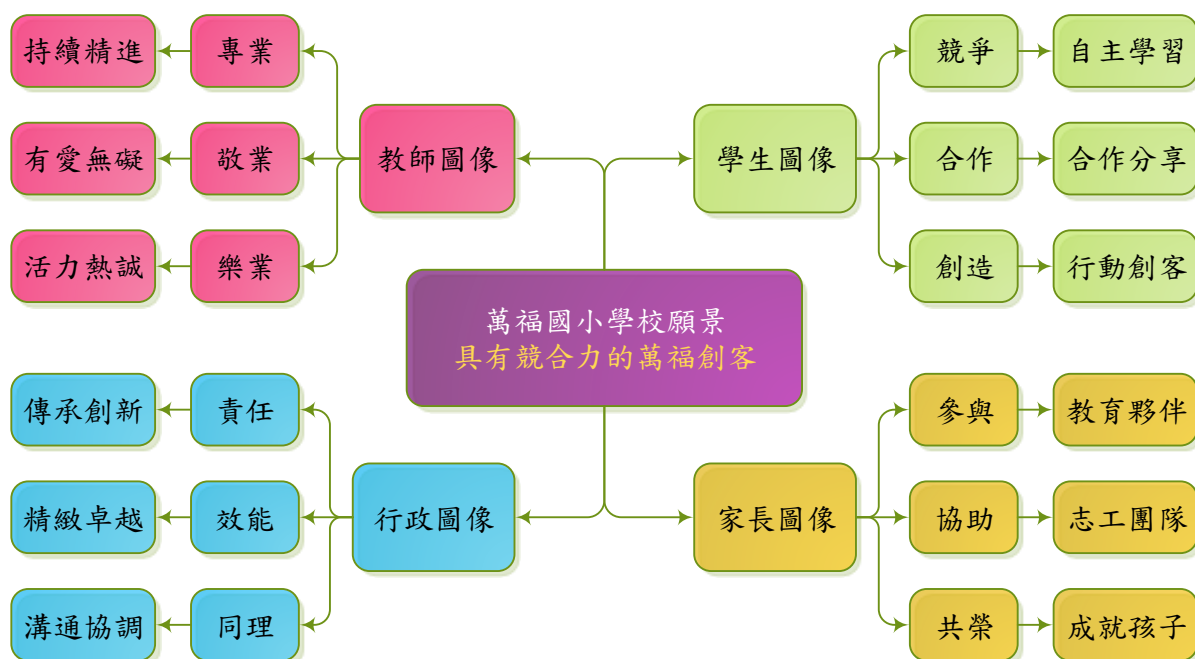 萬福國小學校願景
具有競合力的萬福創客
教師圖像
專業
持續精進
敬業
有愛無礙
樂業
活力熱誠
學生圖像
競爭
自主學習
合作
合作分享
創造
行動創客
行政圖像
責任
傳承創新
效能
精緻卓越
同理
溝通協調
家長圖像
參與
教育夥伴
協助
志工團隊
共榮
成就孩子